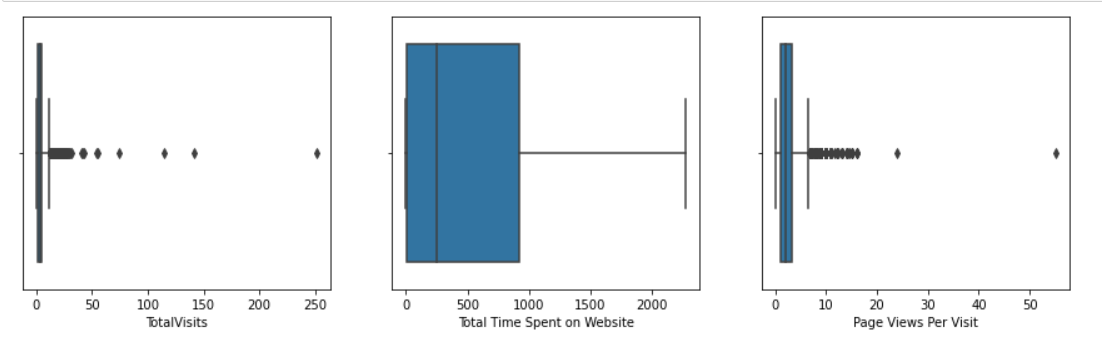 0 50 100 150 200 250
TotalVisits
0 500 1000 1500 2000
Total Time Spent on Website
0 10 20 30 40 50
Page Views Per Visit